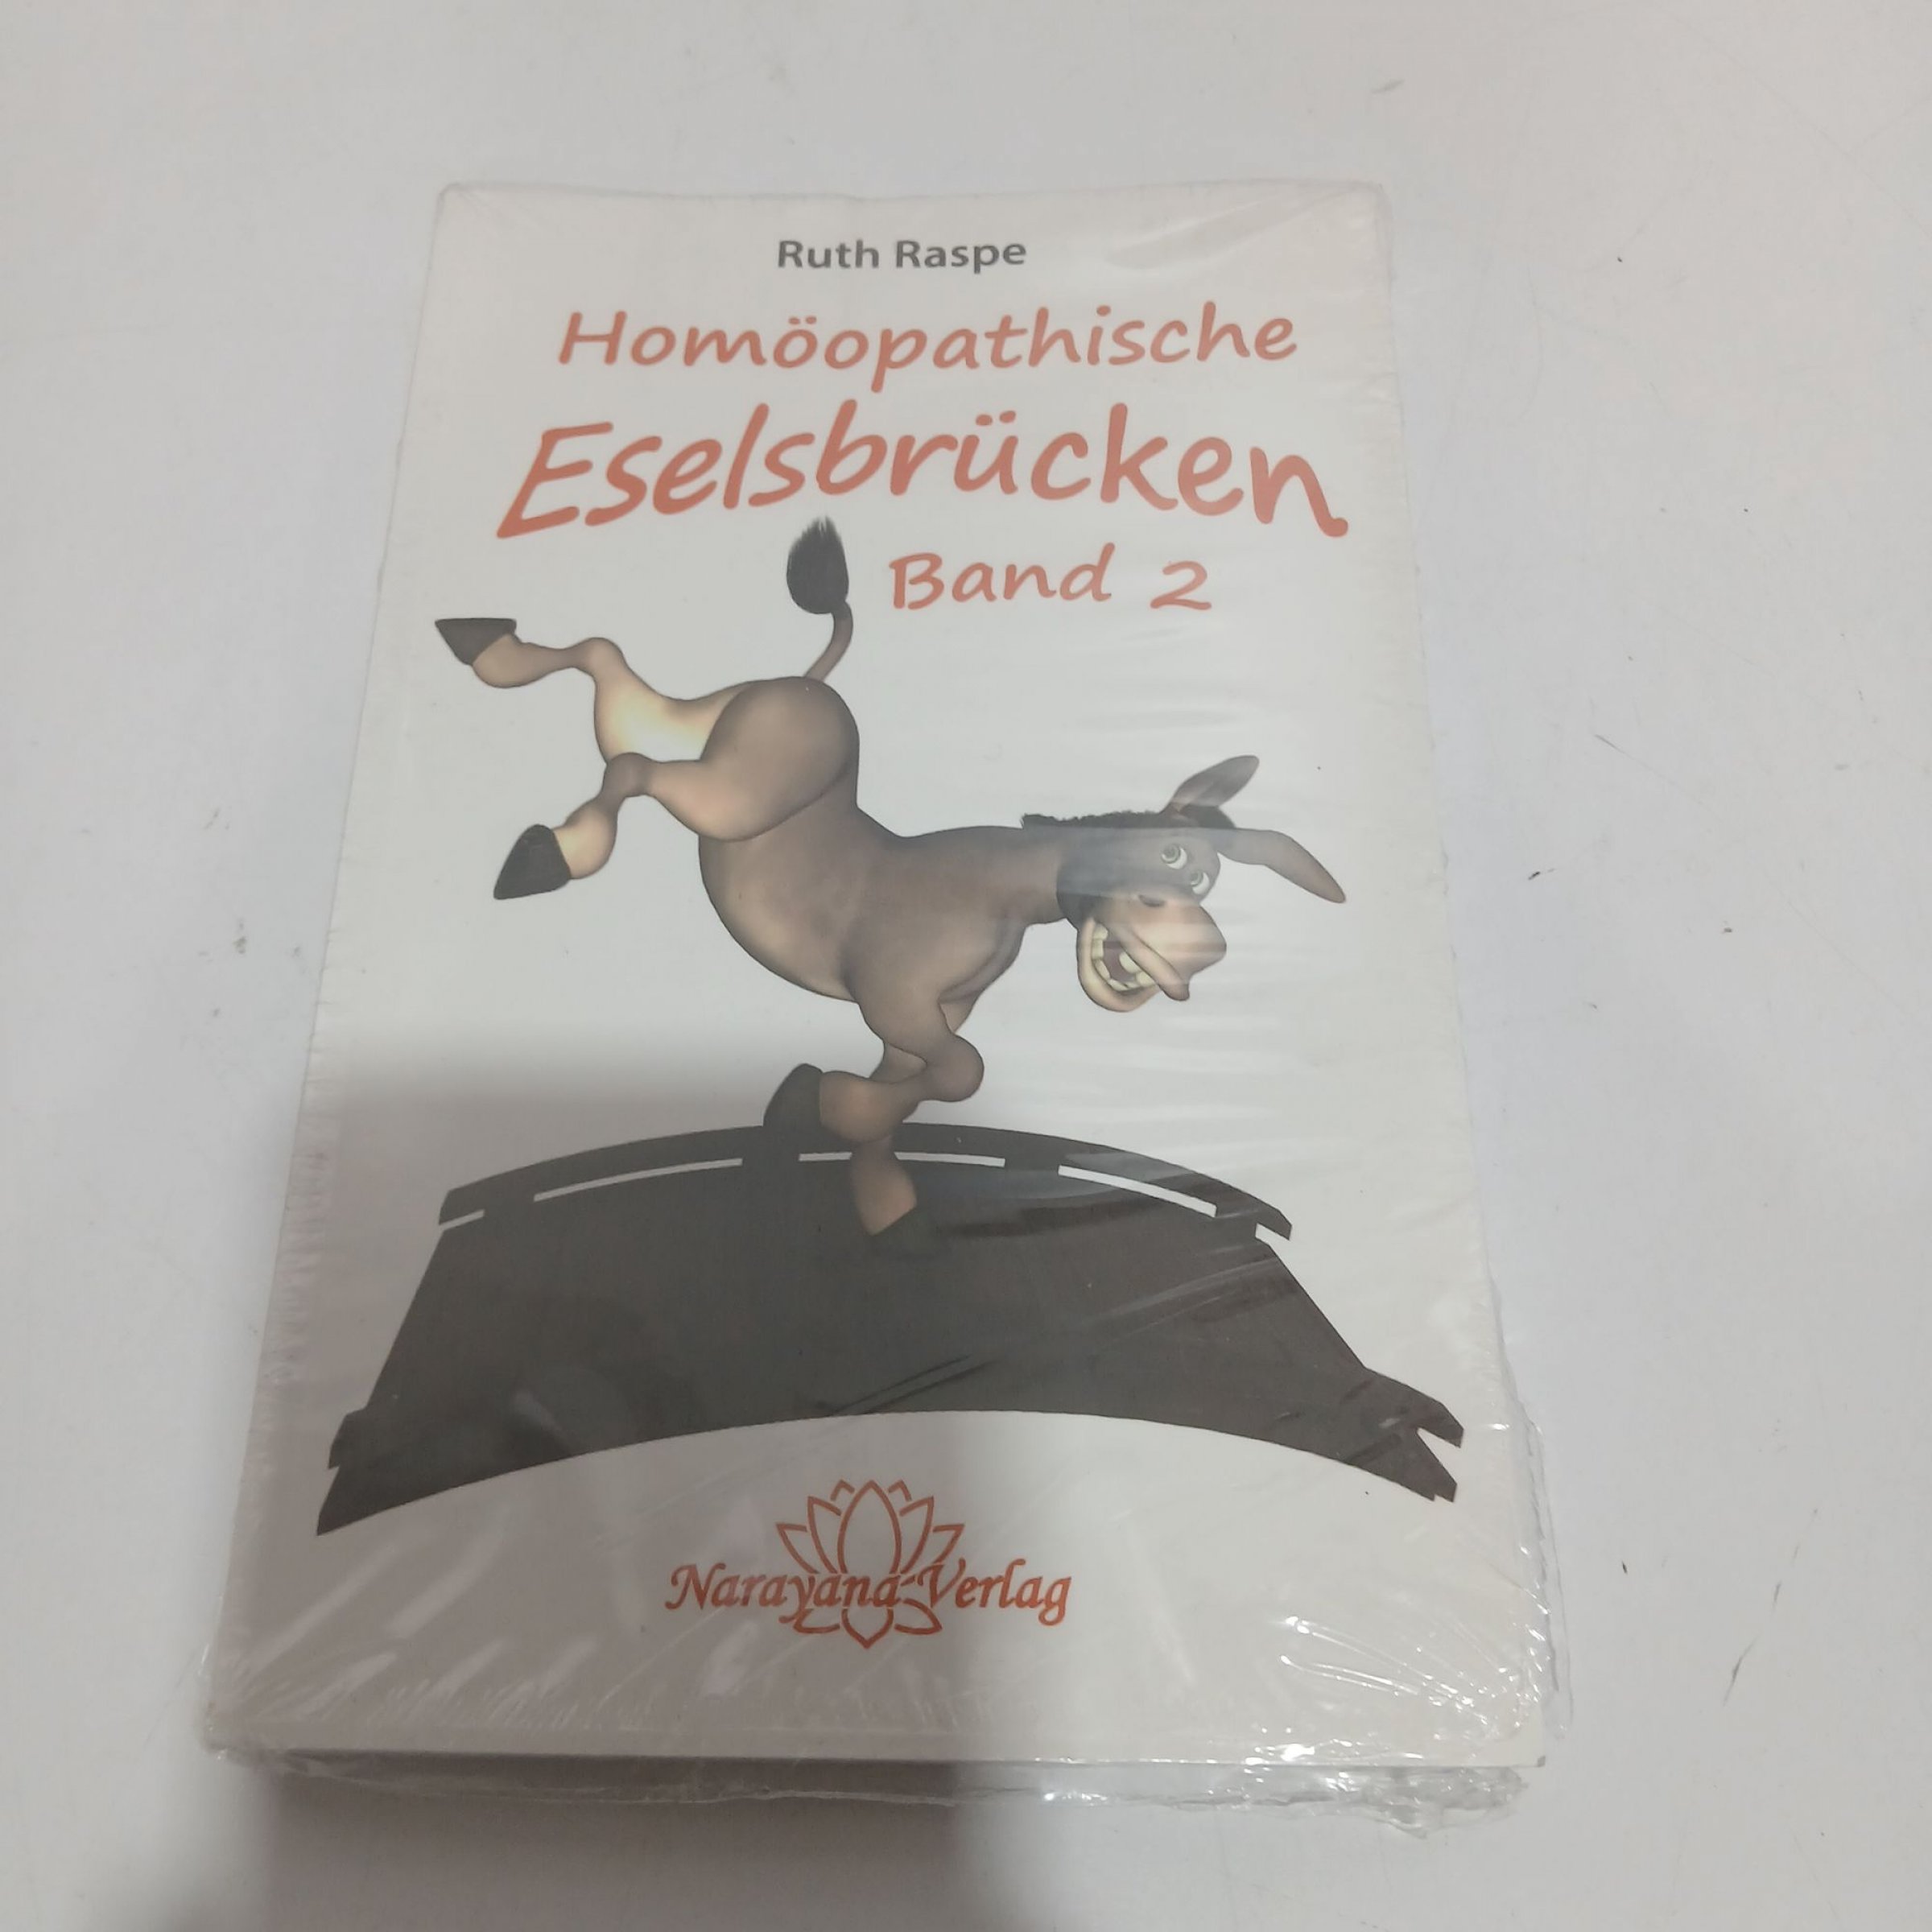 Ruth Raspe
Homöopathische
Eselsbrücken
Band 2
Narayana-Verlag